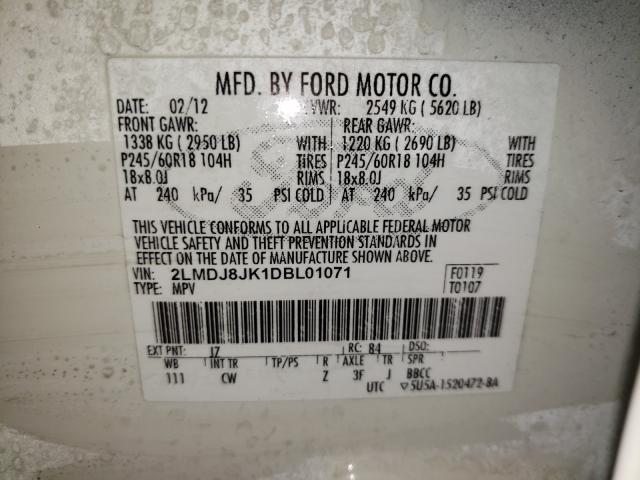 MFD. BY FORD MOTOR CO.
DATE: 02/12 VWR: 2549 KG ( 5620 LB)
FRONT GAWR: REAR GAWR:
1338 KG ( 2950 LB) WITH 1220 KG ( 2690 LB) WITH
P245/60R18 104H TIRES P245/60R18 104H TIRES
18x8.0J RIMS 18x8.0J RIMS
AT 240 kPa/ 35 PSI COLD AT 240 kPa/ 35 PSI COLD
THIS VEHICLE CONFORMS TO ALL APPLICABLE FEDERAL MOTOR
VEHICLE SAFETY AND THEFT PREVENTION STANDARDS IN
EFFECT ON THE DATE OF MANUFACTURE SHOWN ABOVE.
VIN: 2LMDJ8JK1DBL01071 F0119
TYPE: MPV T0107
EXT PNT: JZ RC: 84 DSO:
WB INT TR TP/PS R AXLE TR SPR
111 CW Z 3F J BBCC
UTC ▽5U5A-1520472-BA